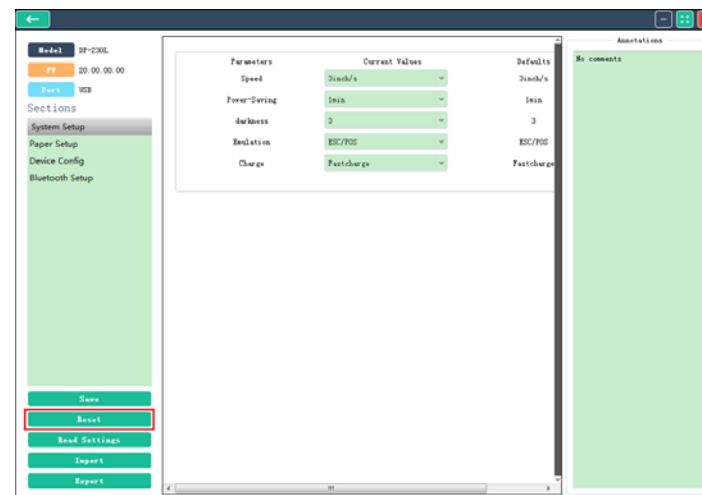 Model DP-230L
FV 20.00.00.00
Port USB
Sections
System Setup
Paper Setup
Device Config
Bluetooth Setup
Save
Reset
Read Settings
Import
Export
Parameters Current Values Defaults
Speed 3inch/s 3inch/s
Power-Saving 1min 1min
darkness 3 3
Emulation ESC/POS ESC/POS
Charge Fastcharge Fastcharge
Annotations
No comments